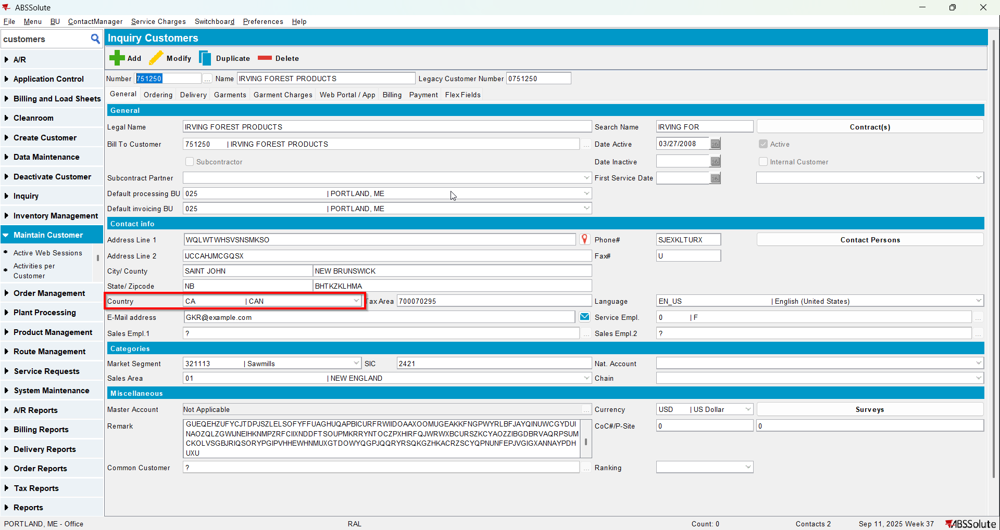 ABSSolute
File Menu BU ContactManager Service Charges Switchboard Preferences Help
customers
Inquiry Customers
A/R
Application Control
Billing and Load Sheets
Cleanroom
Create Customer
Data Maintenance
Deactivate Customer
Inquiry
Inventory Management
Maintain Customer
Active Web Sessions
Activities per
Customer
Order Management
Plant Processing
Product Management
Route Management
Service Requests
System Maintenance
A/R Reports
Billing Reports
Delivery Reports
Order Reports
Tax Reports
Reports
Add Modify Duplicate Delete
Number 751250 ... Name IRVING FOREST PRODUCTS Legacy Customer Number 0751250
General Ordering Delivery Garments Garment Charges Web Portal / App Billing Payment Flex Fields
General
Legal Name IRVING FOREST PRODUCTS Search Name IRVING FOR Contract(s)
Bill To Customer 751250 | IRVING FOREST PRODUCTS ... Date Active 03/27/2008 16 Active
Subcontractor Date Inactive 16 Internal Customer
Subcontract Partner First Service Date 16
Default processing BU 025 | PORTLAND, ME
Default invoicing BU 025 | PORTLAND, ME
Contact info
Address Line 1 WQLWTWHSVSNSMKSO Phone# SJEXKLTURX Contact Persons
Address Line 2 IJCCAHJMCGQSX Fax# U
City/ County SAINT JOHN NEW BRUNSWICK
State/ Zipcode NB BHTKZKLHMA
Country CA | CAN Tax Area 700070295 Language EN_US | English (United States)
E-Mail address GKR@example.com Service Empl. 0 | F ...
Sales Empl.1 ? ... Sales Empl.2 ? ...
Categories
Market Segment 321113 | Sawmills SIC 2421 Nat. Account
Sales Area 01 | NEW ENGLAND Chain
Miscellaneous
Master Account Not Applicable ... Currency USD | US Dollar Surveys
Remark GUEQEHZUFYCJTDPJSZLELSOFYFFUAGHUQAPBICURFRWIIDOAAXOOMUGEAKKFNGPWYRLBFJAYQINUWCGYDUI CoC#/P-Site 0 0
NAOZQLZGWIJNEIHKNMPZRFCIIXNDDFTSOUPMKRRYNTOCZPXHIRFQJWRWXBCURSZKCYAOZZIBGDBRVAQRPSUM
CKOLVSGBJRIQSORYPGIPVHHEWHNMUXGTDOWYQGPJQQRYRSQKGZHKACRZSCYQPNUNFEPJVGIGXANNAYPDH
UXU
Common Customer ? ... Ranking
PORTLAND, ME - Office RAL Count: 0 Contacts 2 Sep 11, 2025 Week 37 ABSSolute